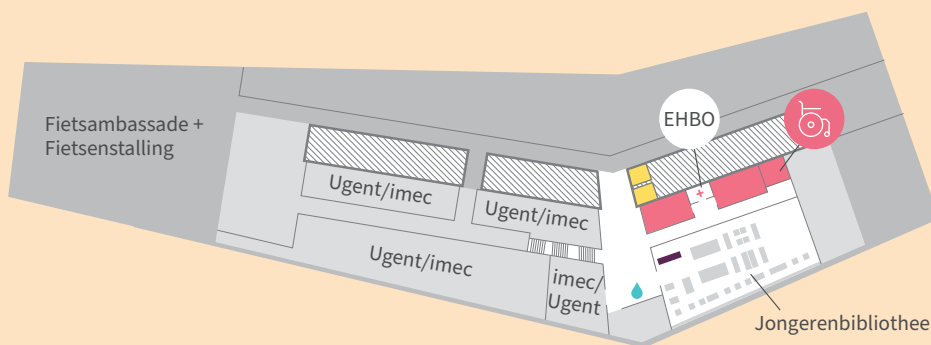 Fietsambassade +
Fietsenstalling
EHBO
Ugent/imec
Ugent/imec
Ugent/imec
imec/
Ugent
Jongerenbibliothee